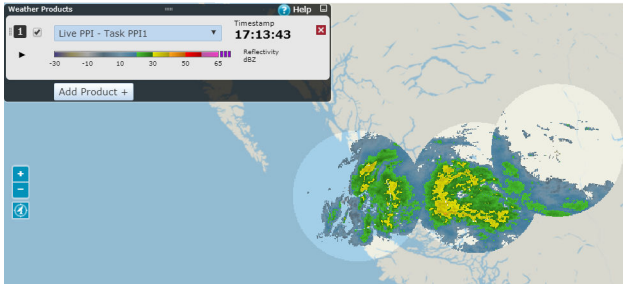 Weather Products
? Help
1 Live PPI - Task PPI1
Timestamp
17:13:43
-30 -10 10 30 50 65
Reflectivity
dBZ
Add Product +
+
−